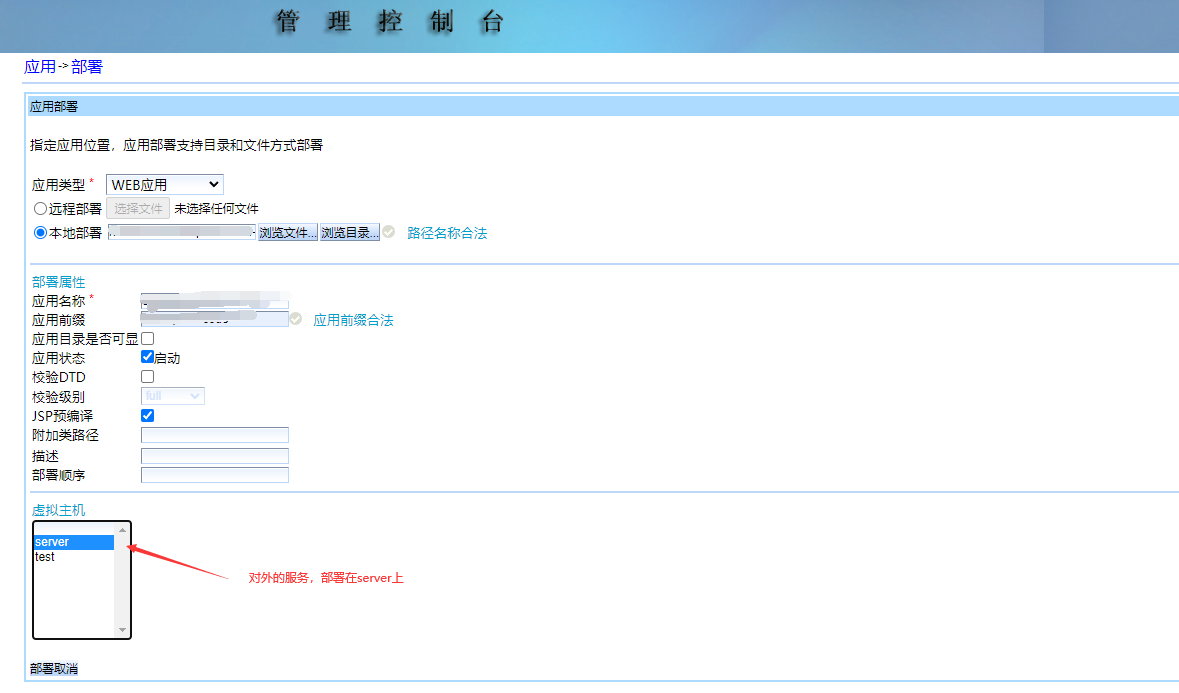 管理控制台
应用->部署
应用部署
指定应用位置，应用部署支持目录和文件方式部署
应用类型 * WEB应用
远程部署 选择文件 未选择任何文件
本地部署 浏览文件... 浏览目录... 路径名称合法
部署属性
应用名称 *
应用前缀 应用前缀合法
应用目录是否可显
应用状态 启动
校验DTD
校验级别 full
JSP预编译
附加类路径
描述
部署顺序
虚拟主机
server
test
对外的服务，部署在server上
部署取消